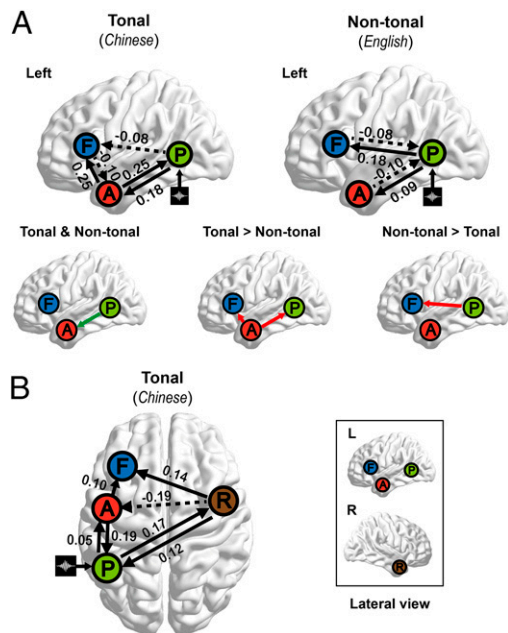 A
Tonal
(Chinese)
Non-tonal
(English)
Left
Left
F
P
A
-0.08
-0.10
0.25
0.25
0.18
F
P
A
-0.08
0.18
-0.10
0.09
Tonal & Non-tonal
Tonal > Non-tonal
Non-tonal > Tonal
F
P
A
F
P
A
F
P
A
B
Tonal
(Chinese)
F
A
P
R
0.10
0.14
-0.19
0.05
0.19
0.17
0.12
L
F
P
A
R
R
Lateral view